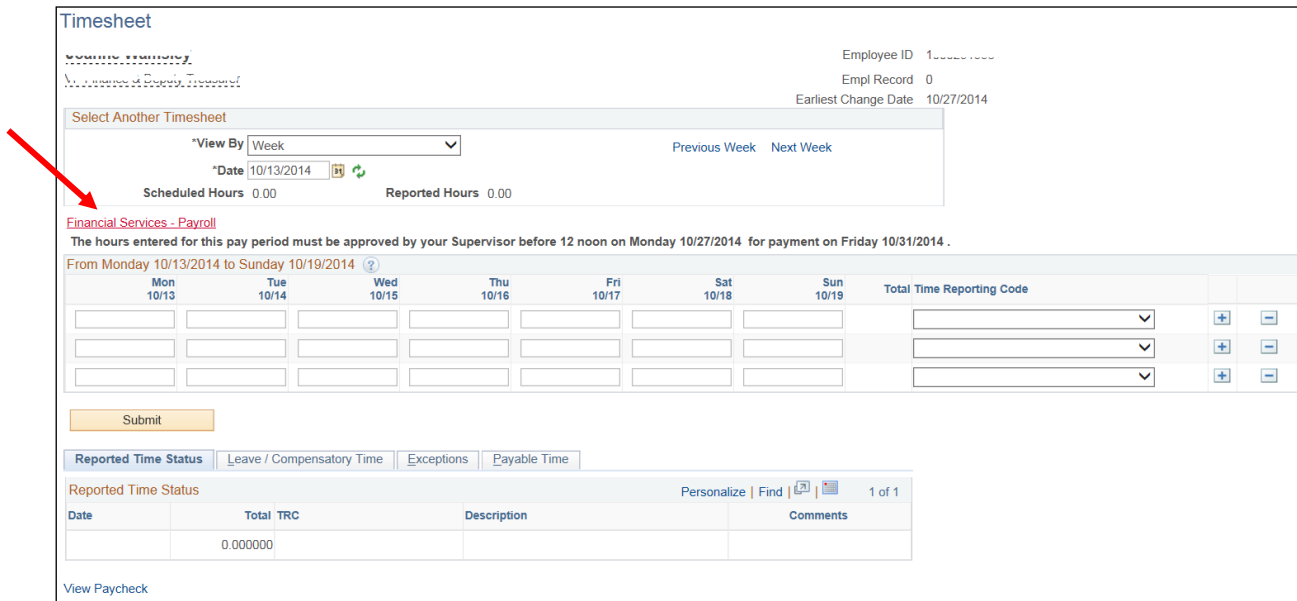 Timesheet
Employee ID
Empl Record 0
Earliest Change Date 10/27/2014
Select Another Timesheet
*View By Week Previous Week Next Week
*Date 10/13/2014 31
Scheduled Hours 0.00 Reported Hours 0.00
Financial Services - Payroll
The hours entered for this pay period must be approved by your Supervisor before 12 noon on Monday 10/27/2014 for payment on Friday 10/31/2014 .
From Monday 10/13/2014 to Sunday 10/19/2014 ?
Mon Tue Wed Thu Fri Sat Sun Total Time Reporting Code
10/13 10/14 10/15 10/16 10/17 10/18 10/19
Submit
Reported Time Status Leave / Compensatory Time Exceptions Payable Time
Reported Time Status Personalize | Find | | 1 of 1
Date Total TRC Description Comments
0.000000
View Paycheck